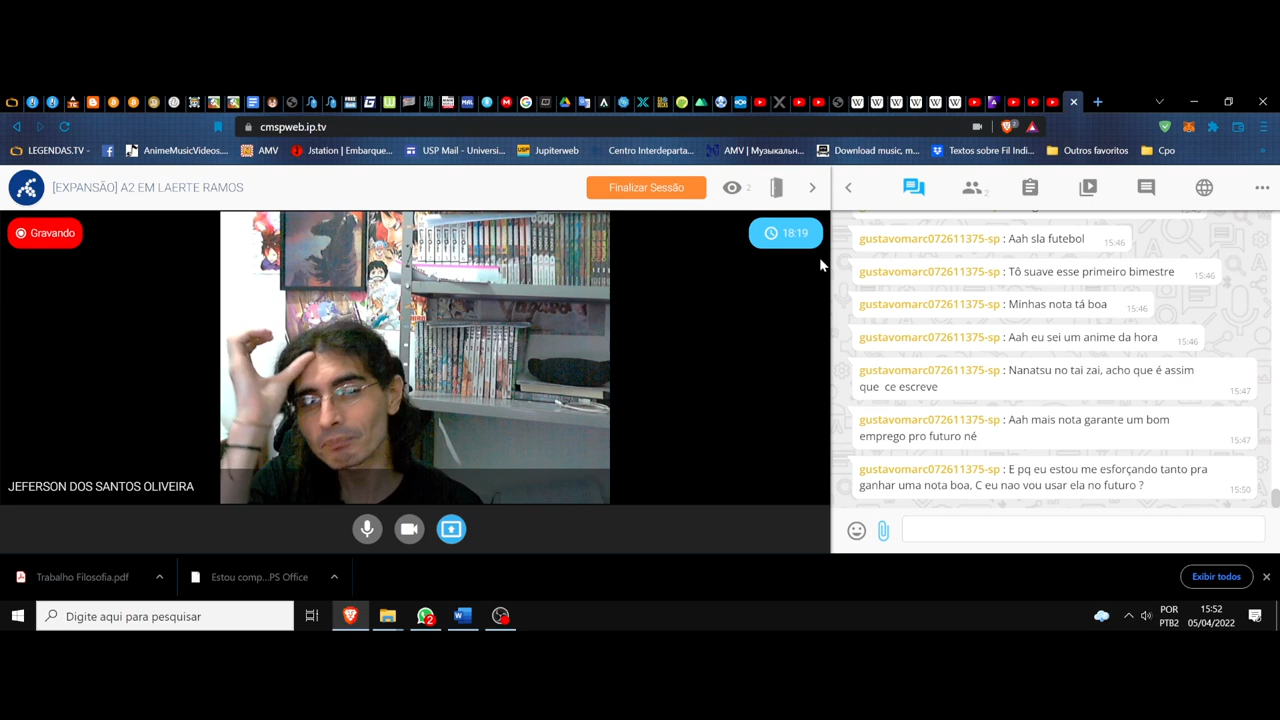 cmspweb.ip.tv
2
LEGENDAS.TV -
AnimeMusicVideos...
AMV
Jstation | Embarque...
USP Mail - Universi...
Jupiterweb
Centro Interdeparta...
AMV | Музыкальн...
Download music, m...
Textos sobre Fil Indi...
Outros favoritos
Cpo
[EXPANSÃO] A2 EM LAERTE RAMOS
Finalizar Sessão
2
2
Gravando
18:19
gustavomarc072611375-sp : Aah sla futebol
15:46
gustavomarc072611375-sp : Tô suave esse primeiro bimestre
15:46
gustavomarc072611375-sp : Minhas nota tá boa
15:46
gustavomarc072611375-sp : Aah eu sei um anime da hora
15:46
gustavomarc072611375-sp : Nanatsu no tai zai, acho que é assim
que ce escreve
15:47
gustavomarc072611375-sp : Aah mais nota garante um bom
emprego pro futuro né
15:47
gustavomarc072611375-sp : E pq eu estou me esforçando tanto pra
ganhar uma nota boa, C eu nao vou usar ela no futuro ?
15:50
JEFERSON DOS SANTOS OLIVEIRA
Trabalho Filosofia.pdf
Estou comp...PS Office
Exibir todos
Digite aqui para pesquisar
2
POR
PTB2
15:52
05/04/2022